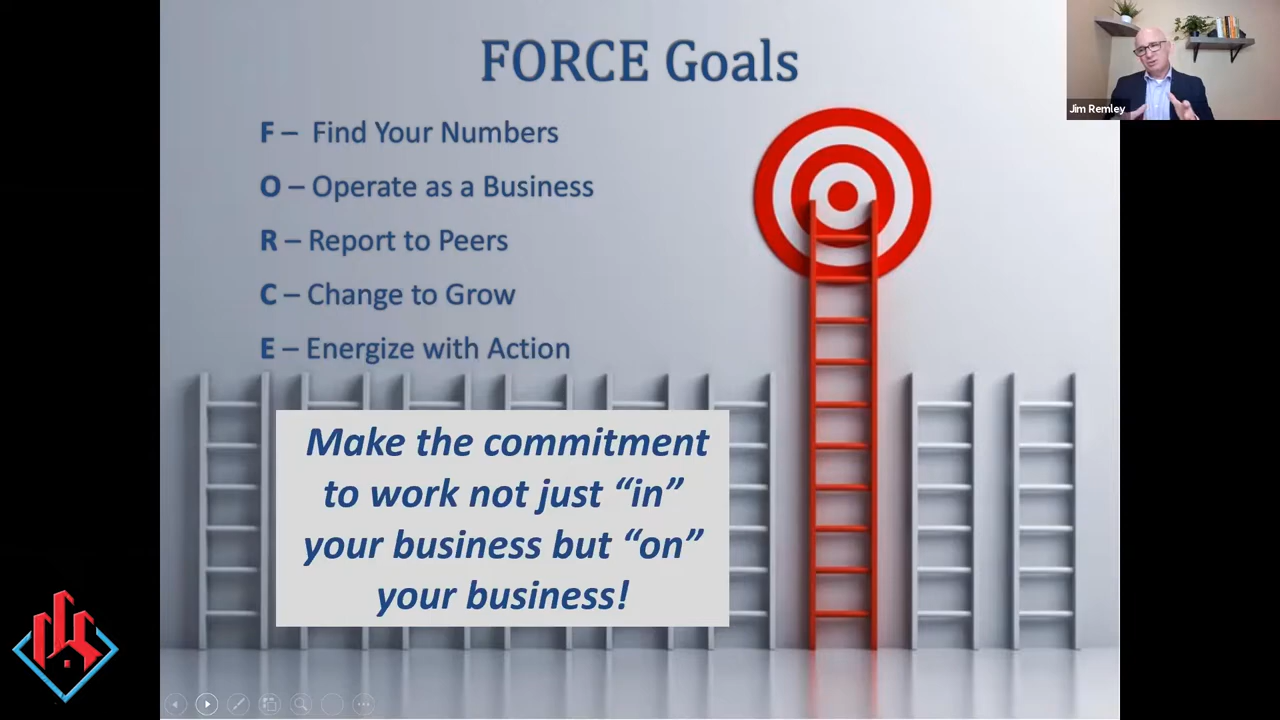 FORCE Goals
F – Find Your Numbers
O – Operate as a Business
R – Report to Peers
C – Change to Grow
E – Energize with Action
Make the commitment
to work not just “in”
your business but “on”
your business!
Jim Remley